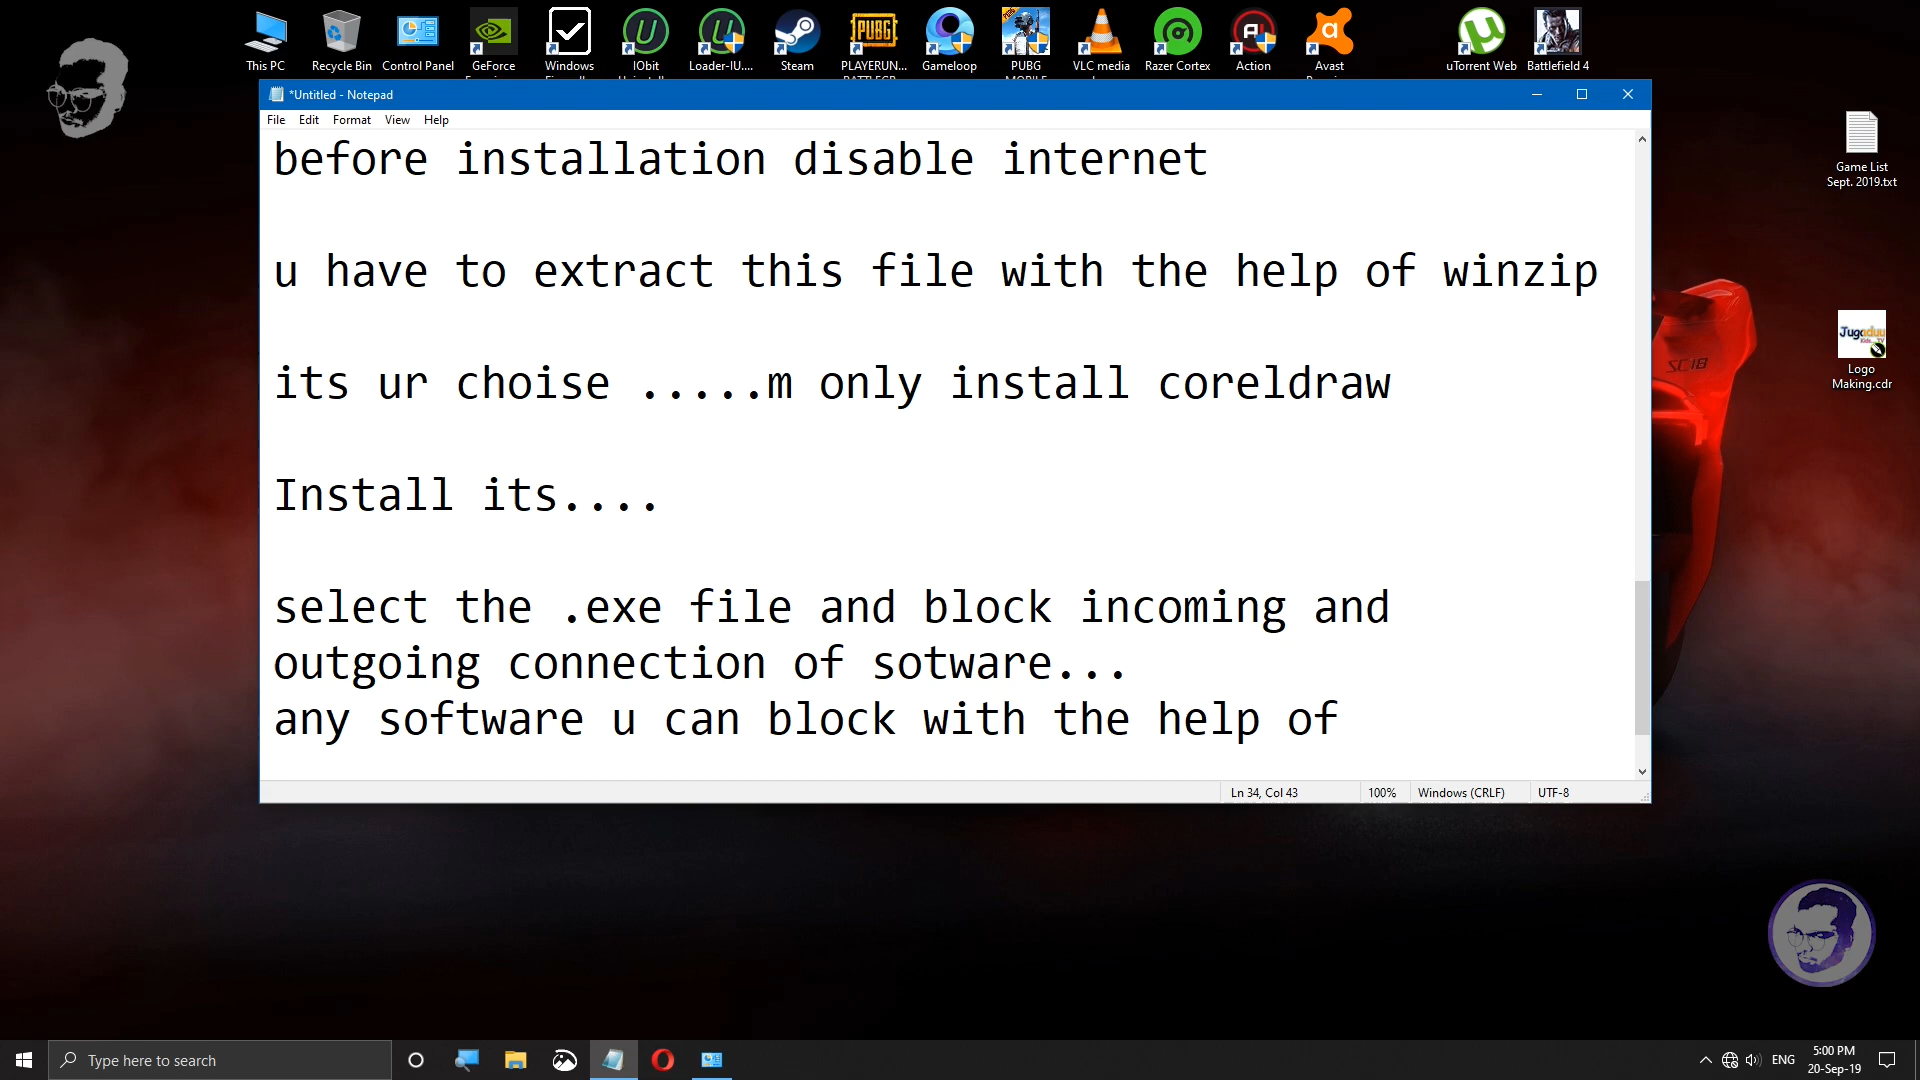 This PC
Recycle Bin
Control Panel
GeForce
Windows
IObit
Loader-IU....
Steam
PLAYERUN...
Gameloop
PUBG
VLC media
Razer Cortex
Action
Avast
uTorrent Web
Battlefield 4
*Untitled - Notepad
File Edit Format View Help
before installation disable internet
u have to extract this file with the help of winzip
its ur choise .....m only install coreldraw
Install its....
select the .exe file and block incoming and
outgoing connection of sotware...
any software u can block with the help of
Ln 34, Col 43
100%
Windows (CRLF)
UTF-8
Game List
Sept. 2019.txt
SC18
Jugaduu
Logo
Making.cdr
Type here to search
ENG
5:00 PM
20-Sep-19